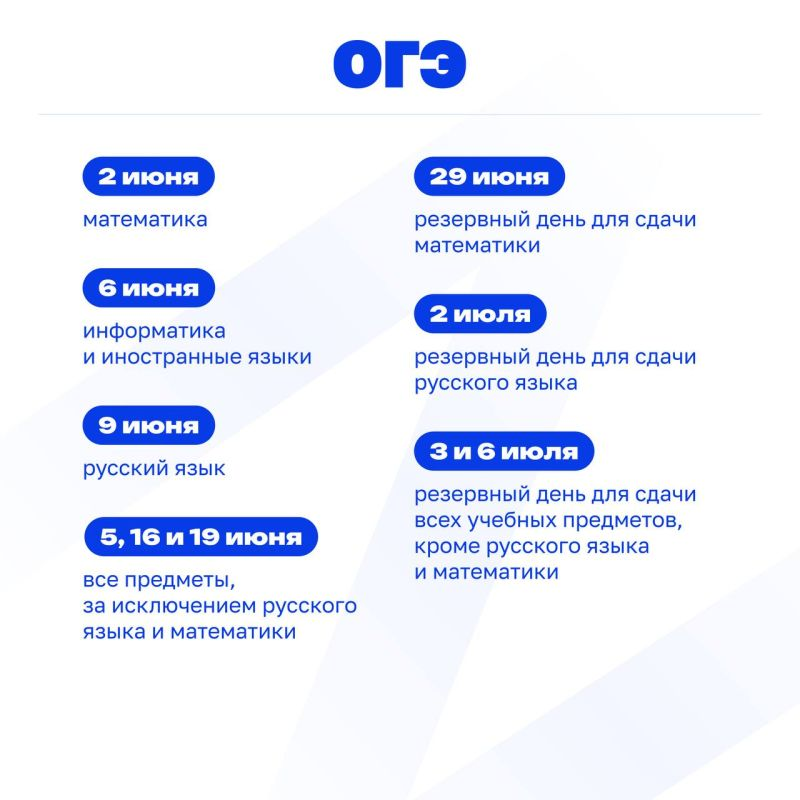 ОГЭ
2 июня
математика
6 июня
информатика
и иностранные языки
9 июня
русский язык
5, 16 и 19 июня
все предметы,
за исключением русского
языка и математики
29 июня
резервный день для сдачи
математики
2 июля
резервный день для сдачи
русского языка
3 и 6 июля
резервный день для сдачи
всех учебных предметов,
кроме русского языка
и математики